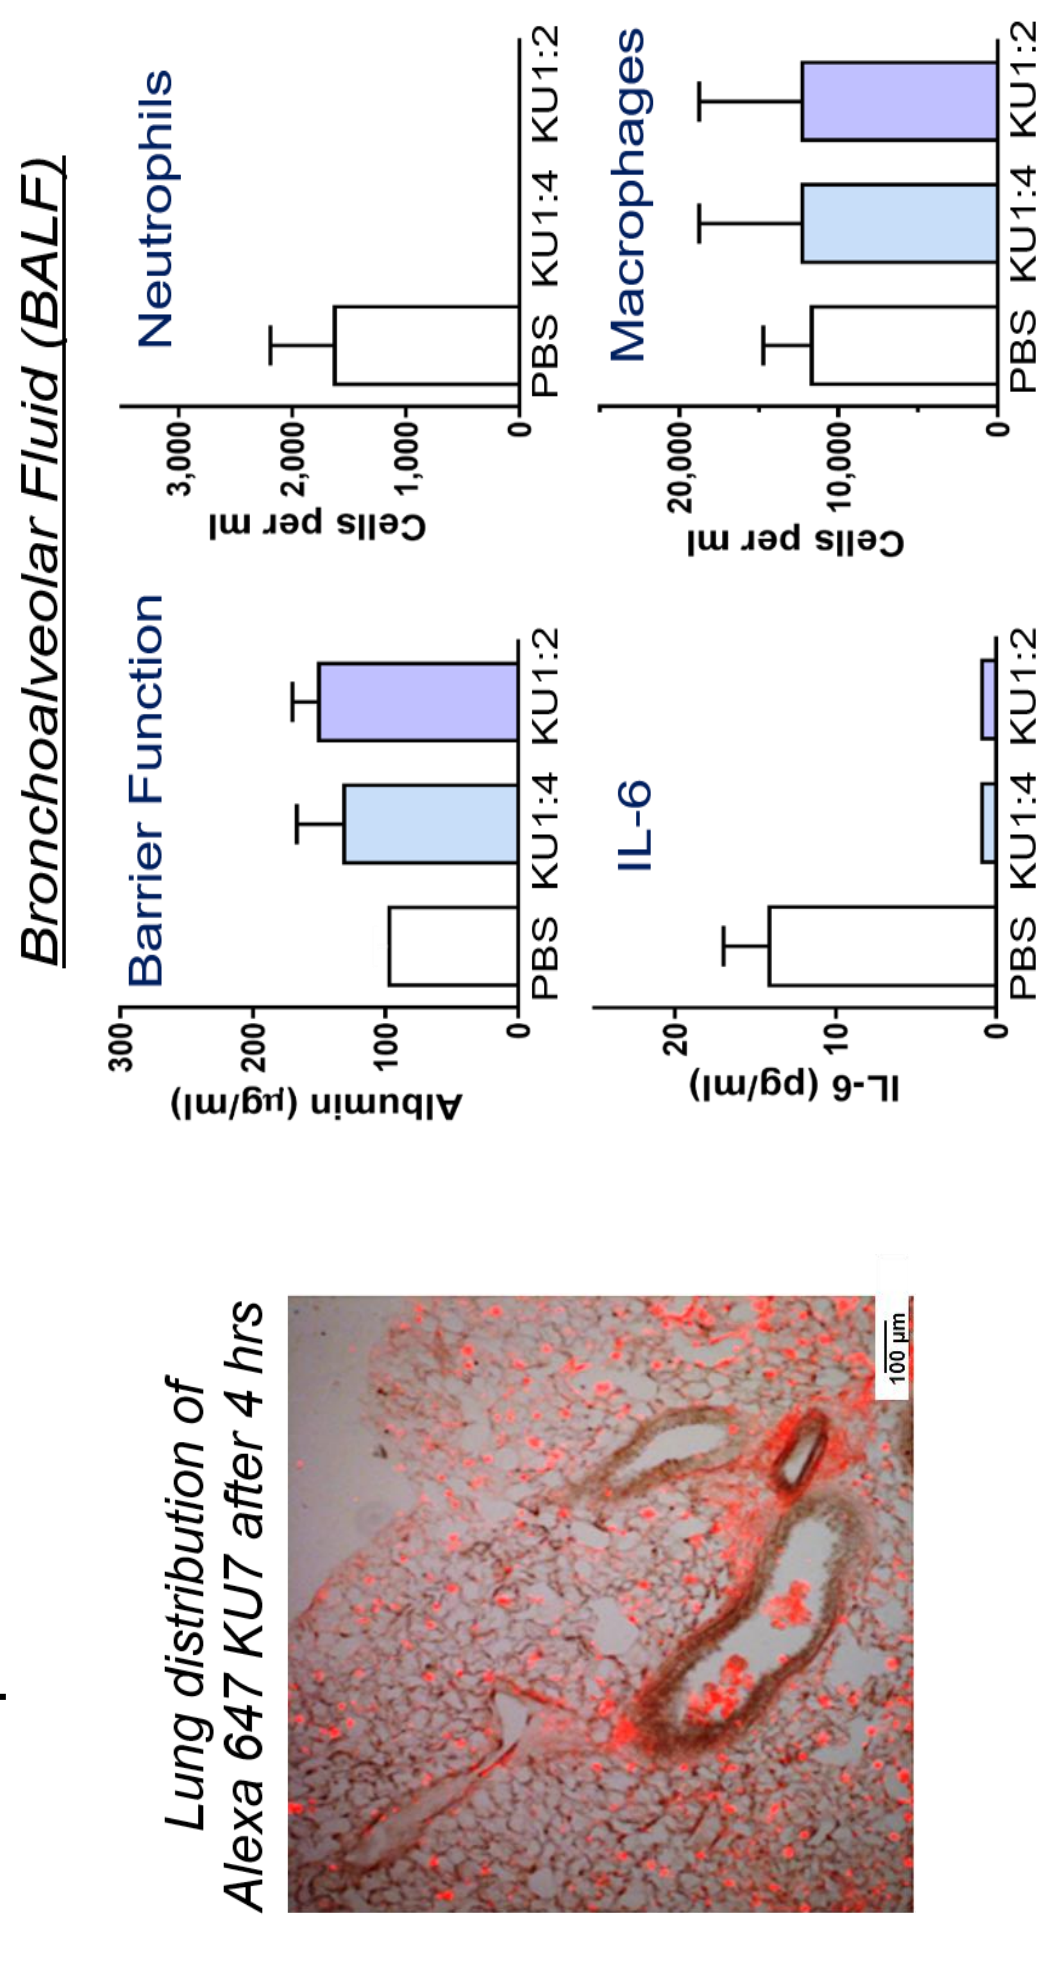 Lung distribution of
Alexa 647 KU7 after 4 hrs
100 µm
Bronchoalveolar Fluid (BALF)
Barrier Function
Albumin (µg/ml)
300
200
100
0
PBS KU1:4 KU1:2
Neutrophils
Cells per ml
3,000
2,000
1,000
0
PBS KU1:4 KU1:2
IL-6
IL-6 (pg/ml)
20
10
0
PBS KU1:4 KU1:2
Macrophages
Cells per ml
20,000
10,000
0
PBS KU1:4 KU1:2